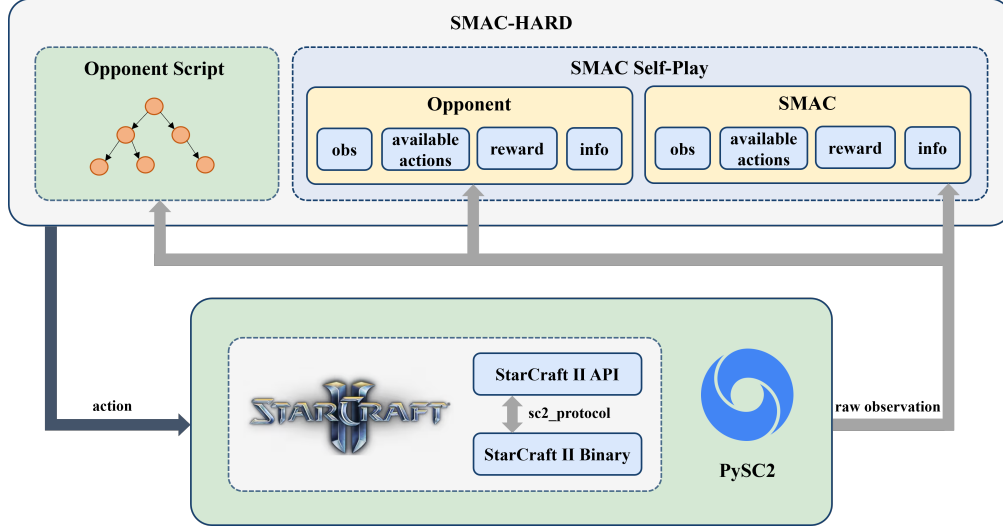 SMAC-HARD
Opponent Script
SMAC Self-Play
Opponent
obs
available
actions
reward
info
SMAC
obs
available
actions
reward
info
action
STARCRAFT
II
StarCraft II API
sc2_protocol
StarCraft II Binary
PySC2
raw observation